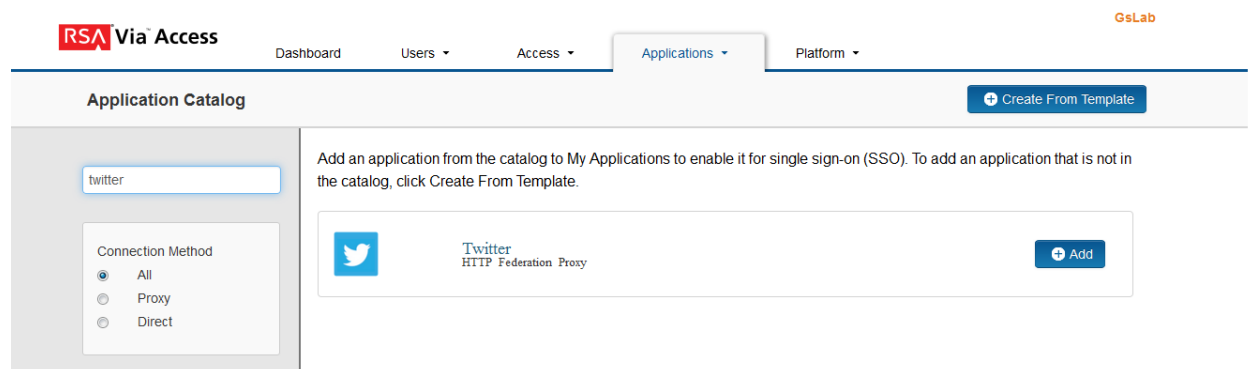 GsLab
RSA Via™ Access
Dashboard Users Access Applications Platform
Application Catalog
Create From Template
twitter
Connection Method
All
Proxy
Direct
Add an application from the catalog to My Applications to enable it for single sign-on (SSO). To add an application that is not in
the catalog, click Create From Template.
Twitter
HTTP Federation Proxy
Add